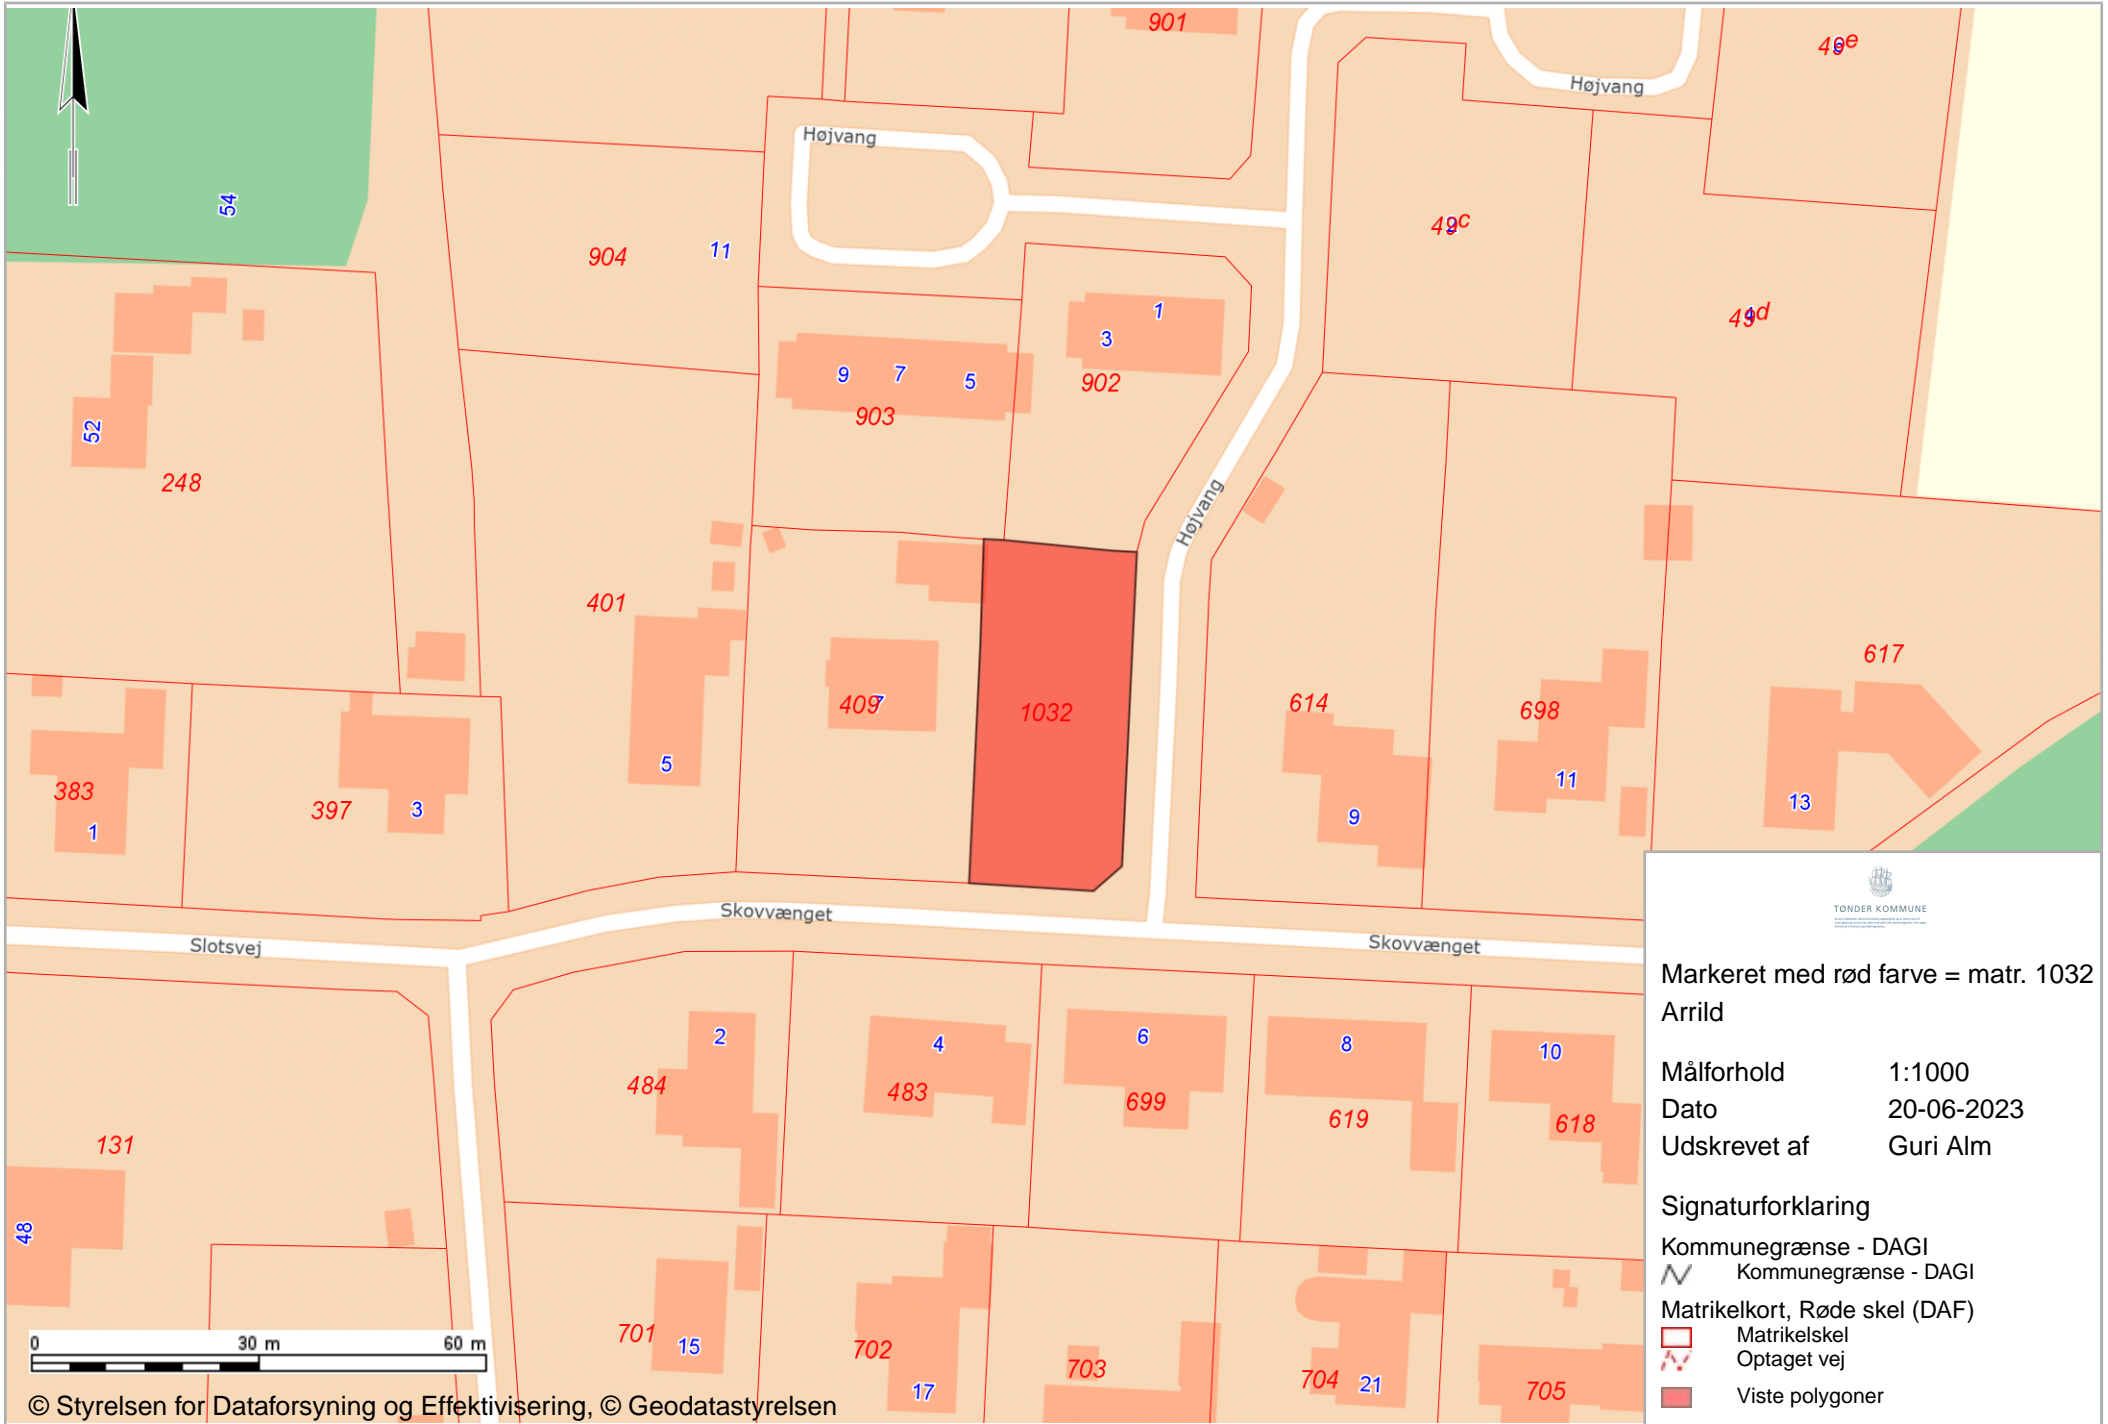 901
49e
6
Højvang
Højvang
54
904
11
49c
2
49d
4
1
3
902
9
7
5
903
52
248
Højvang
401
409
7
1032
614
698
617
5
383
1
397
3
9
11
13
Skovvænget
Skovvænget
Slotsvej
2
484
4
483
6
699
8
619
10
618
131
48
701
15
702
17
703
704
21
705
0
30 m
60 m
© Styrelsen for Dataforsyning og Effektivisering, © Geodatastyrelsen
TØNDER KOMMUNE
Markeret med rød farve = matr. 1032
Arrild
Målforhold 1:1000
Dato 20-06-2023
Udskrevet af Guri Alm
Signaturforklaring
Kommunegrænse - DAGI
Kommunegrænse - DAGI
Matrikelkort, Røde skel (DAF)
Matrikelskel
Optaget vej
Viste polygoner